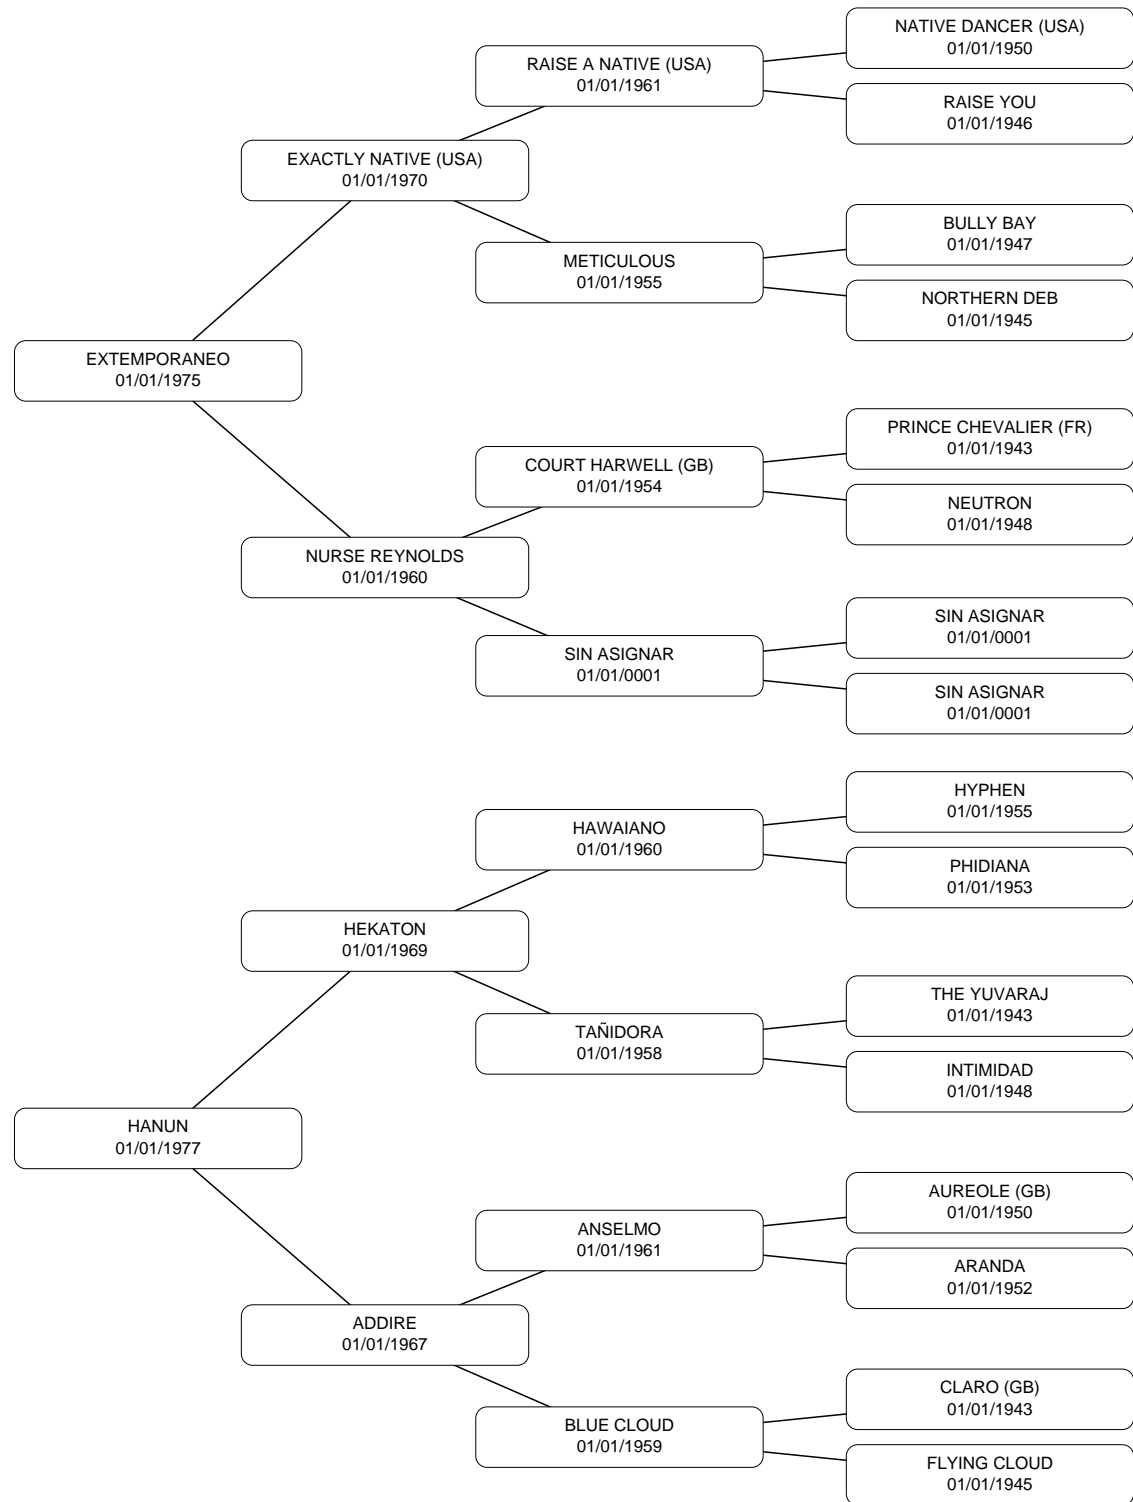 NATIVE DANCER (USA)
01/01/1950
RAISE A NATIVE (USA)
01/01/1961
RAISE YOU
01/01/1946
EXACTLY NATIVE (USA)
01/01/1970
BULLY BAY
01/01/1947
METICULOUS
01/01/1955
NORTHERN DEB
01/01/1945
EXTEMPORANEO
01/01/1975
PRINCE CHEVALIER (FR)
01/01/1943
COURT HARWELL (GB)
01/01/1954
NEUTRON
01/01/1948
NURSE REYNOLDS
01/01/1960
SIN ASIGNAR
01/01/0001
SIN ASIGNAR
01/01/0001
SIN ASIGNAR
01/01/0001
HYPHEN
01/01/1955
HAWAIANO
01/01/1960
PHIDIANA
01/01/1953
HEKATON
01/01/1969
THE YUVARAJ
01/01/1943
TAÑIDORA
01/01/1958
INTIMIDAD
01/01/1948
HANUN
01/01/1977
AUREOLE (GB)
01/01/1950
ANSELMO
01/01/1961
ARANDA
01/01/1952
ADDIRE
01/01/1967
CLARO (GB)
01/01/1943
BLUE CLOUD
01/01/1959
FLYING CLOUD
01/01/1945